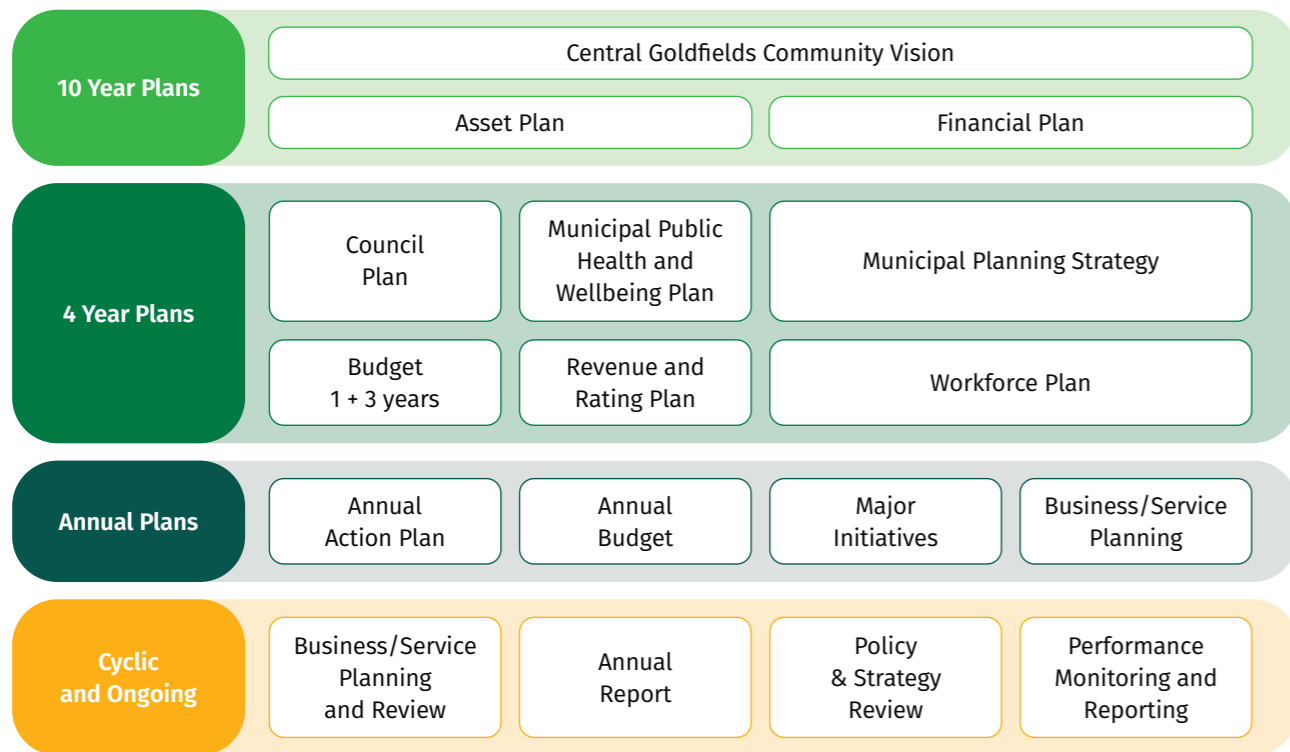 10 Year Plans
Central Goldfields Community Vision
Asset Plan
Financial Plan
4 Year Plans
Council
Plan
Municipal Public
Health and
Wellbeing Plan
Municipal Planning Strategy
Budget
1 + 3 years
Revenue and
Rating Plan
Workforce Plan
Annual Plans
Annual
Action Plan
Annual
Budget
Major
Initiatives
Business/Service
Planning
Cyclic
and Ongoing
Business/Service
Planning
and Review
Annual
Report
Policy
& Strategy
Review
Performance
Monitoring and
Reporting